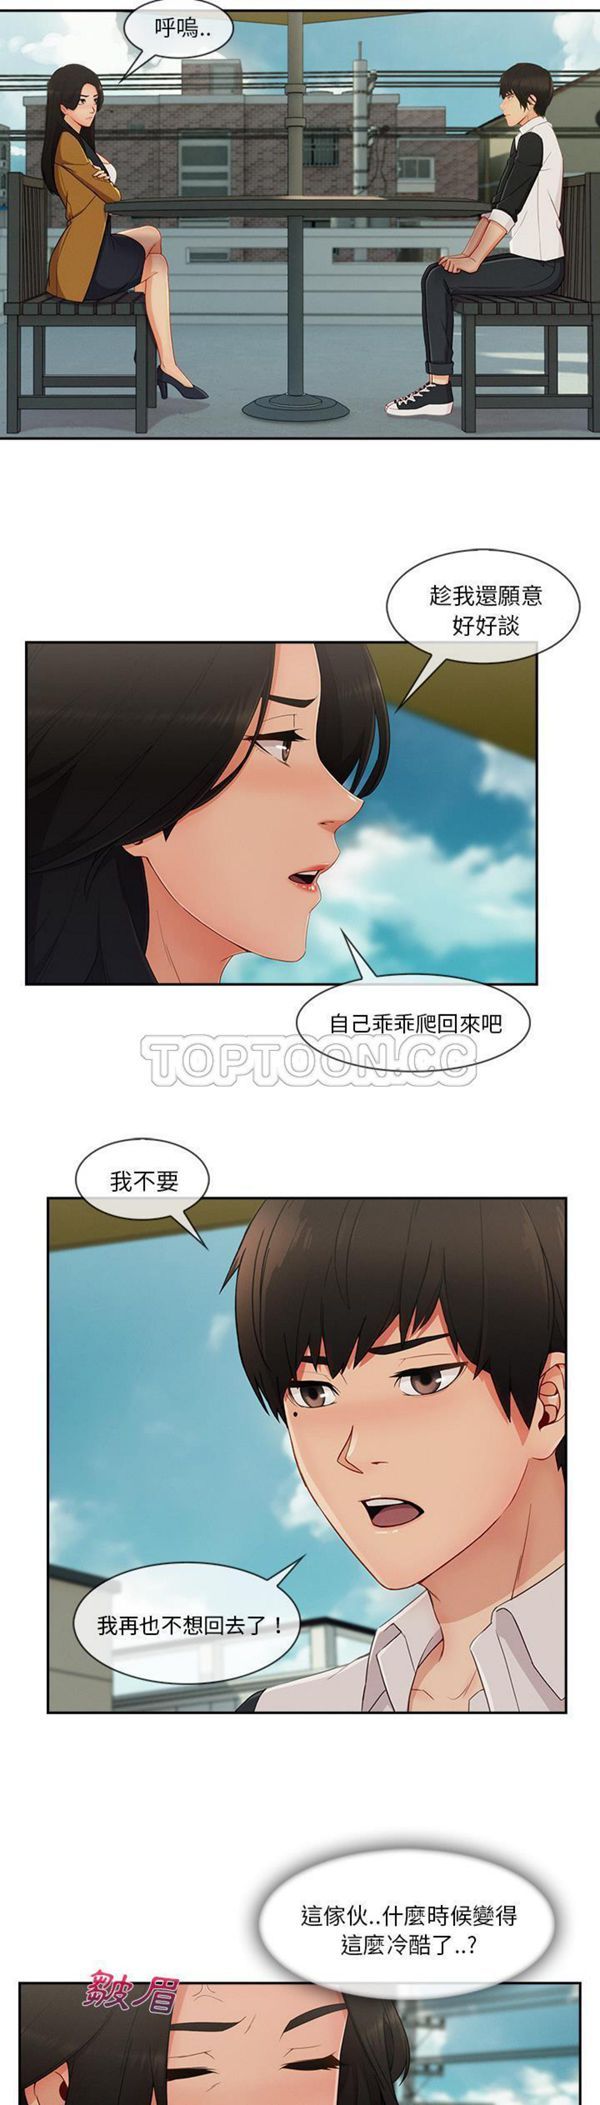 呼嗚..
趁我還願意
好好談
自己乖乖爬回來吧
TOPTOON.CC
我不要
我再也不想回去了！
TOPTOON.CC
這傢伙..什麼時候變得
這麼冷酷了..?
皺眉